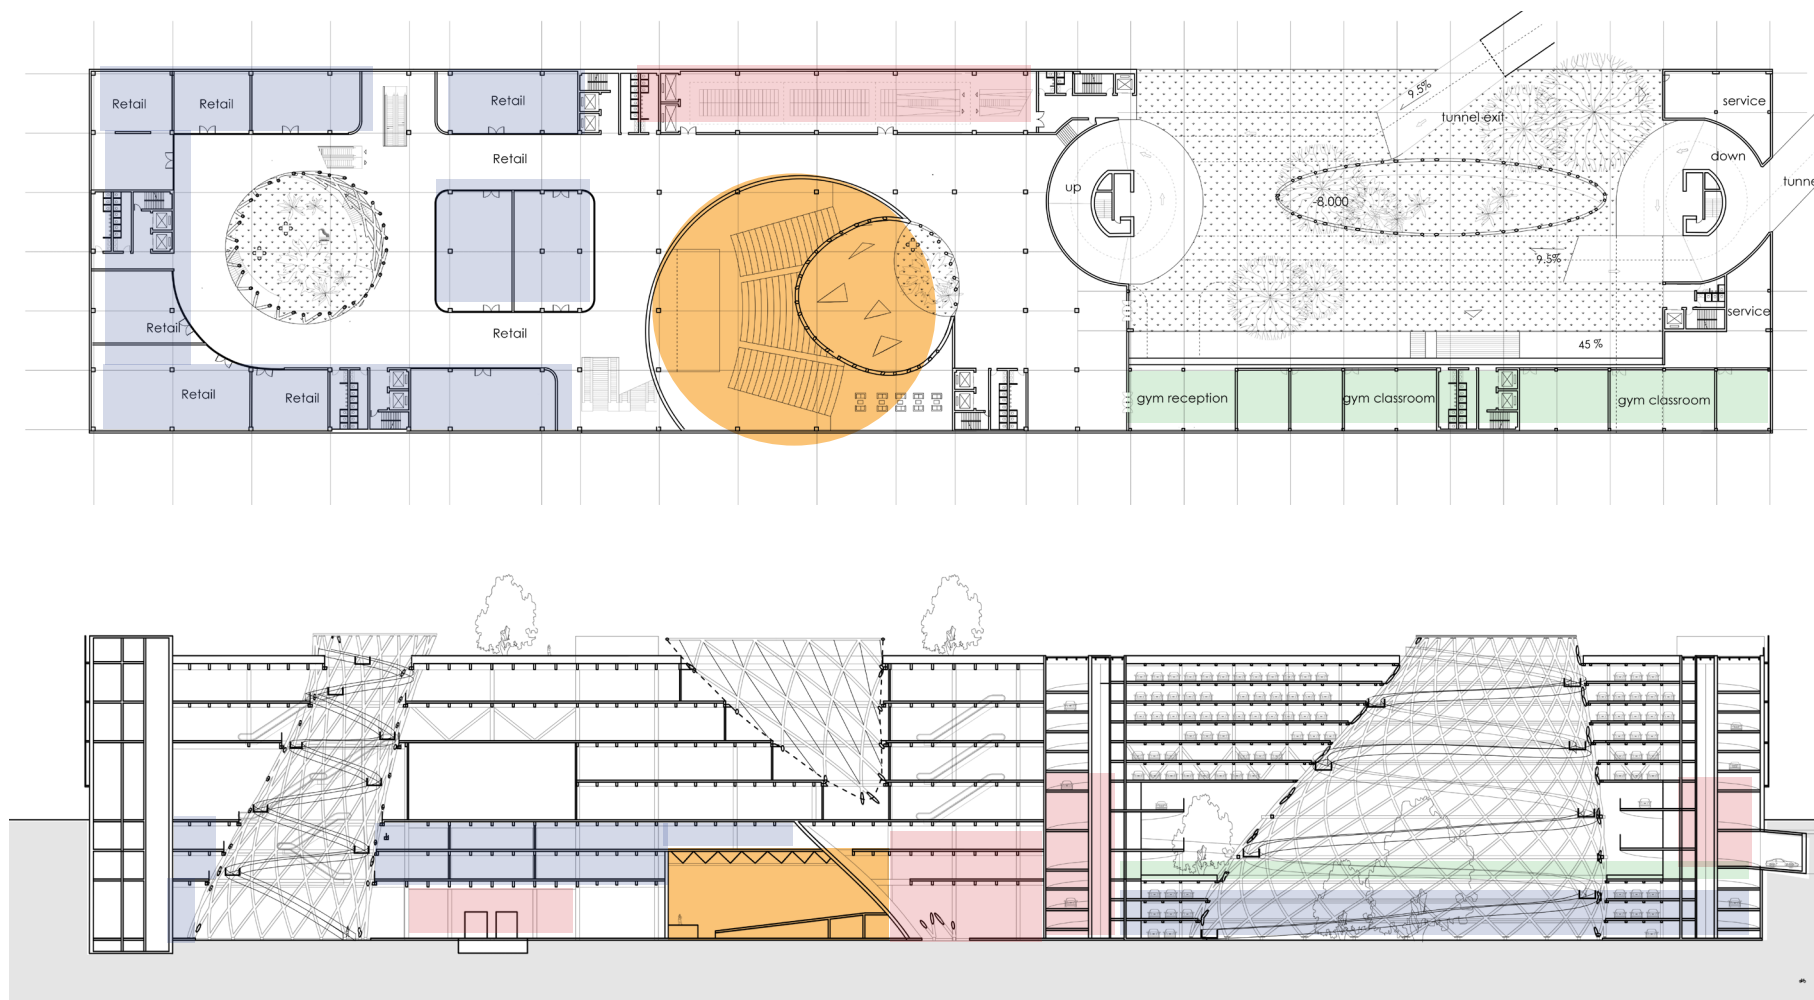 9.5%
Retail
Retail
Retail
service
tunnel exit
Retail
down
tunne
up
-8.000
9.5%
Retail
Retail
service
45 %
Retail
Retail
gym reception
gym classroom
gym classroom